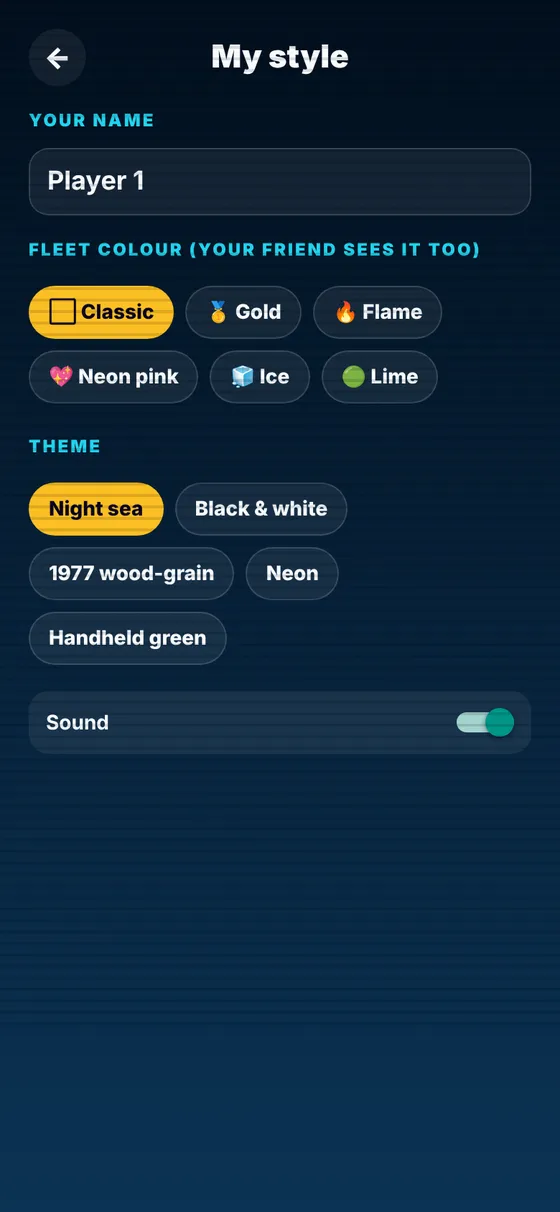 My style
YOUR NAME
Player 1
FLEET COLOUR (YOUR FRIEND SEES IT TOO)
Classic
Gold
Flame
Neon pink
Ice
Lime
THEME
Night sea
Black & white
1977 wood-grain
Neon
Handheld green
Sound